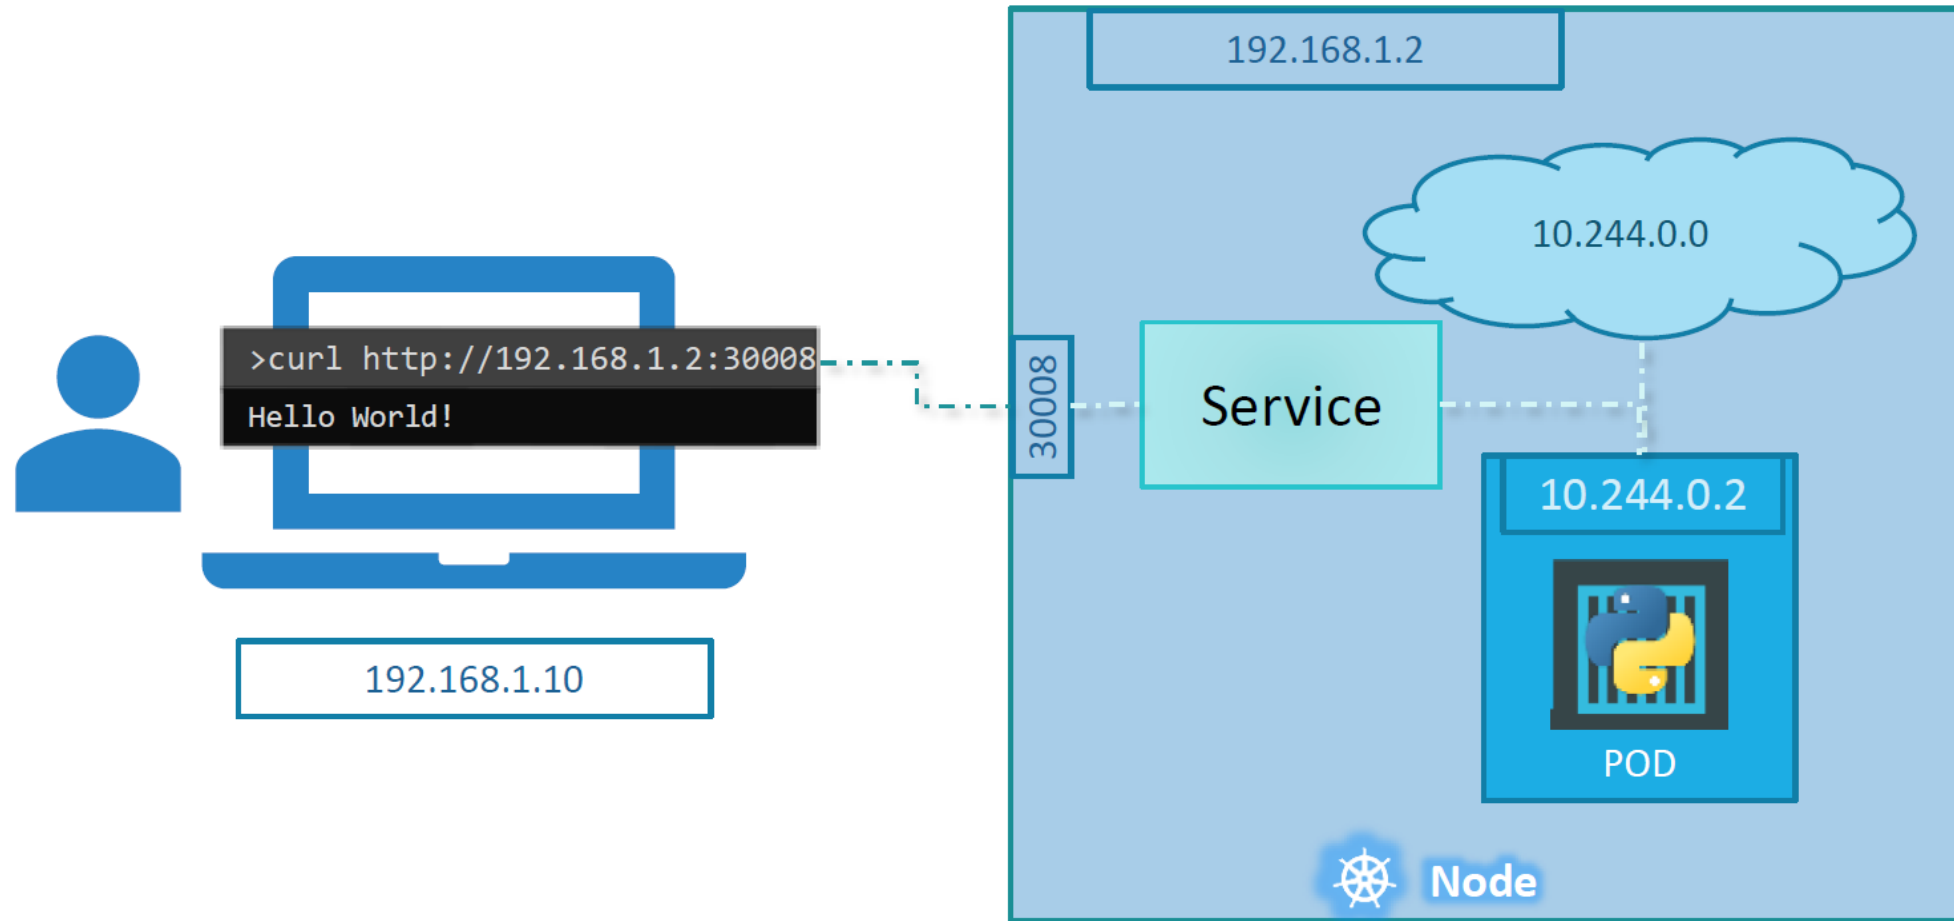 192.168.1.2
10.244.0.0
>curl http://192.168.1.2:30008
Hello World!
30008
Service
10.244.0.2
POD
192.168.1.10
Node